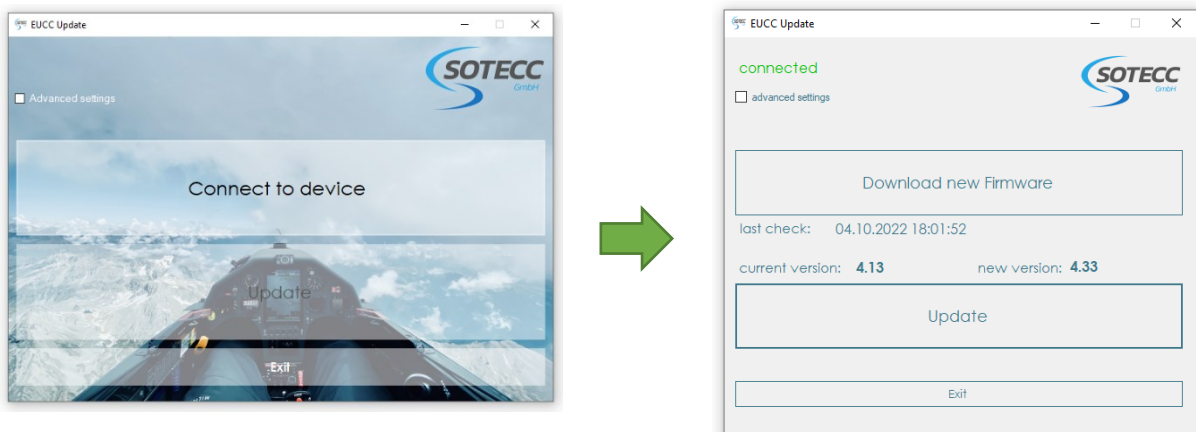 EUCC Update
SOTECC
GmbH
Advanced settings
Connect to device
Update
Exit
EUCC Update
connected
SOTECC
GmbH
advanced settings
Download new Firmware
last check: 04.10.2022 18:01:52
current version: 4.13 new version: 4.33
Update
Exit